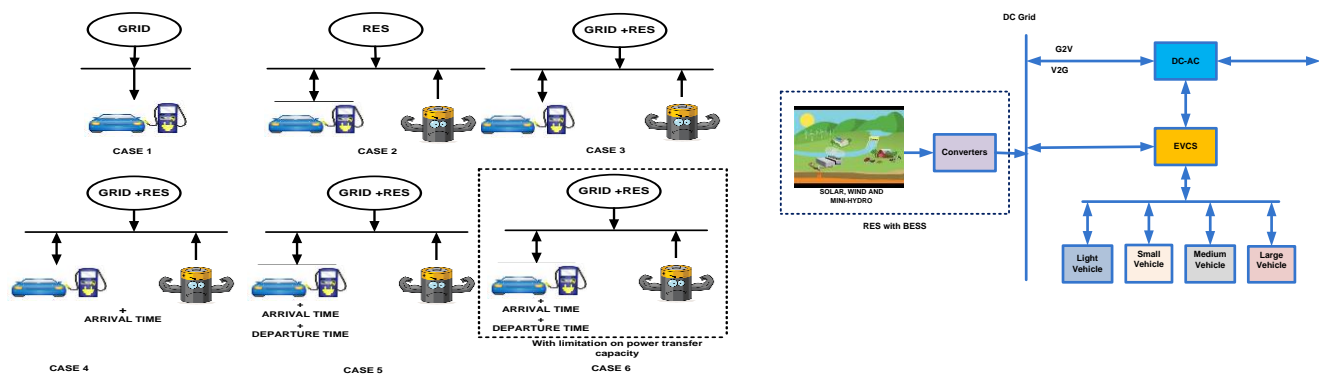 GRID
CASE 1
RES
CASE 2
GRID +RES
CASE 3
GRID +RES
+
ARRIVAL TIME
CASE 4
GRID +RES
+
ARRIVAL TIME
+
DEPARTURE TIME
CASE 5
GRID +RES
+
ARRIVAL TIME
+
DEPARTURE TIME
With limitation on power transfer
capacity
CASE 6
DC Grid
G2V
V2G
DC-AC
SOLAR, WIND AND
MINI-HYDRO
Converters
RES with BESS
EVCS
Light
Vehicle
Small
Vehicle
Medium
Vehicle
Large
Vehicle